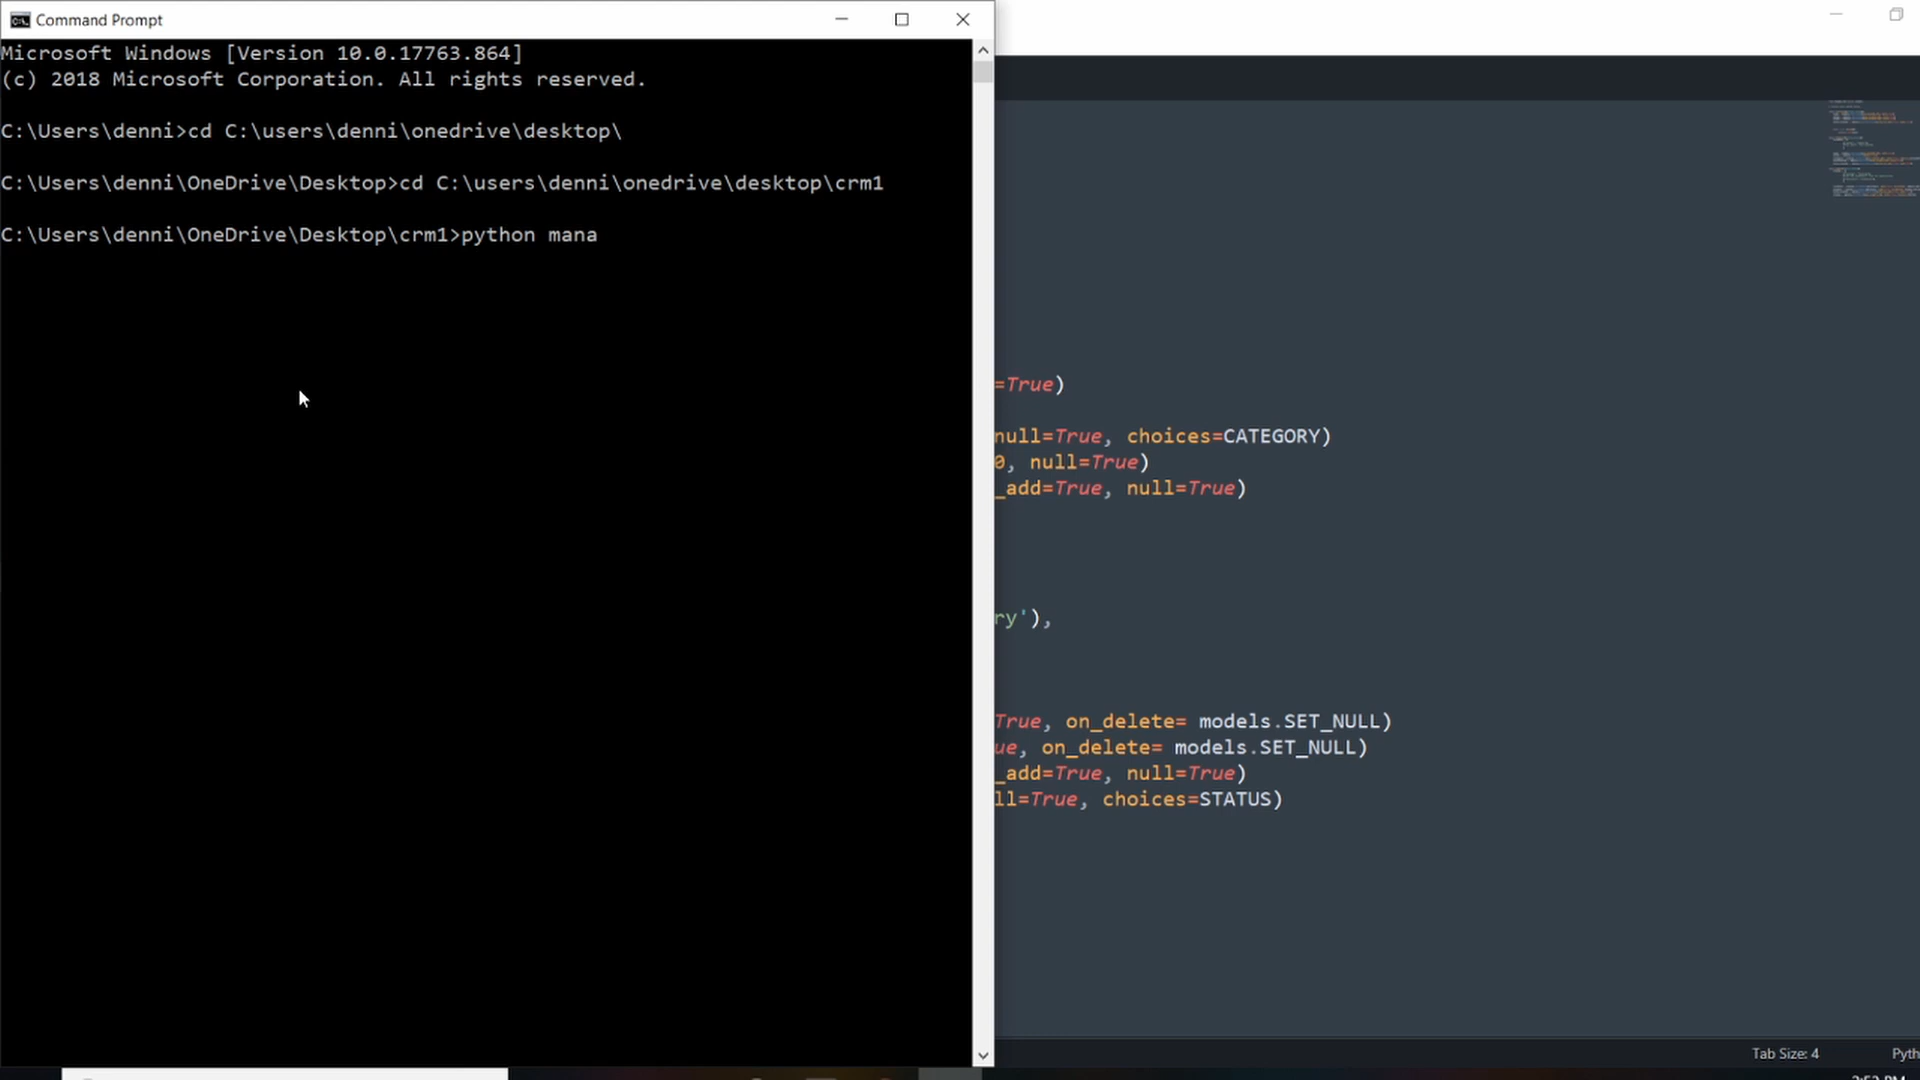 Command Prompt
Microsoft Windows [Version 10.0.17763.864]
(c) 2018 Microsoft Corporation. All rights reserved.
C:\Users\denni>cd C:\users\denni\onedrive\desktop\
C:\Users\denni\OneDrive\Desktop>cd C:\users\denni\onedrive\desktop\crm1
C:\Users\denni\OneDrive\Desktop\crm1>python mana
=True)
null=True, choices=CATEGORY)
0, null=True)
_add=True, null=True)
ry'),
True, on_delete= models.SET_NULL)
ue, on_delete= models.SET_NULL)
_add=True, null=True)
ll=True, choices=STATUS)
Tab Size: 4
Pyth